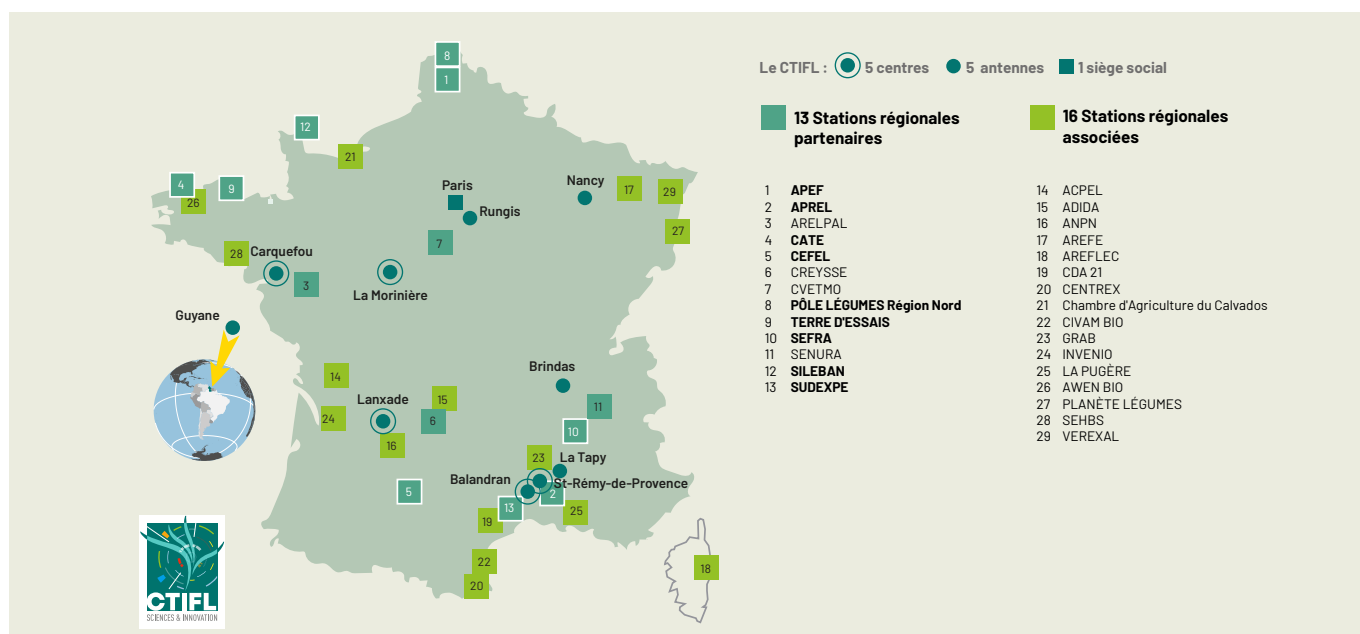 8
1
12
21
4
26
9
Paris
Rungis
Nancy
17
29
27
7
28
Carquefou
3
La Morinière
Guyane
14
Lanxade
24
15
6
16
Brindas
11
10
23
La Tapy
Balandran
St-Rémy-de-Provence
2
5
13
19
25
22
20
18
CTIFL
SCIENCES & INNOVATION
Le CTIFL : 5 centres 5 antennes 1 siège social
13 Stations régionales
partenaires
1 APEF
2 APREL
3 ARELPAL
4 CATE
5 CEFEL
6 CREYSSE
7 CVETMO
8 PÔLE LÉGUMES Région Nord
9 TERRE D'ESSAIS
10 SEFRA
11 SENURA
12 SILEBAN
13 SUDEXPE
16 Stations régionales
associées
14 ACPEL
15 ADIDA
16 ANPN
17 AREFE
18 AREFLEC
19 CDA 21
20 CENTREX
21 Chambre d'Agriculture du Calvados
22 CIVAM BIO
23 GRAB
24 INVENIO
25 LA PUGÈRE
26 AWEN BIO
27 PLANÈTE LÉGUMES
28 SEHBS
29 VEREXAL